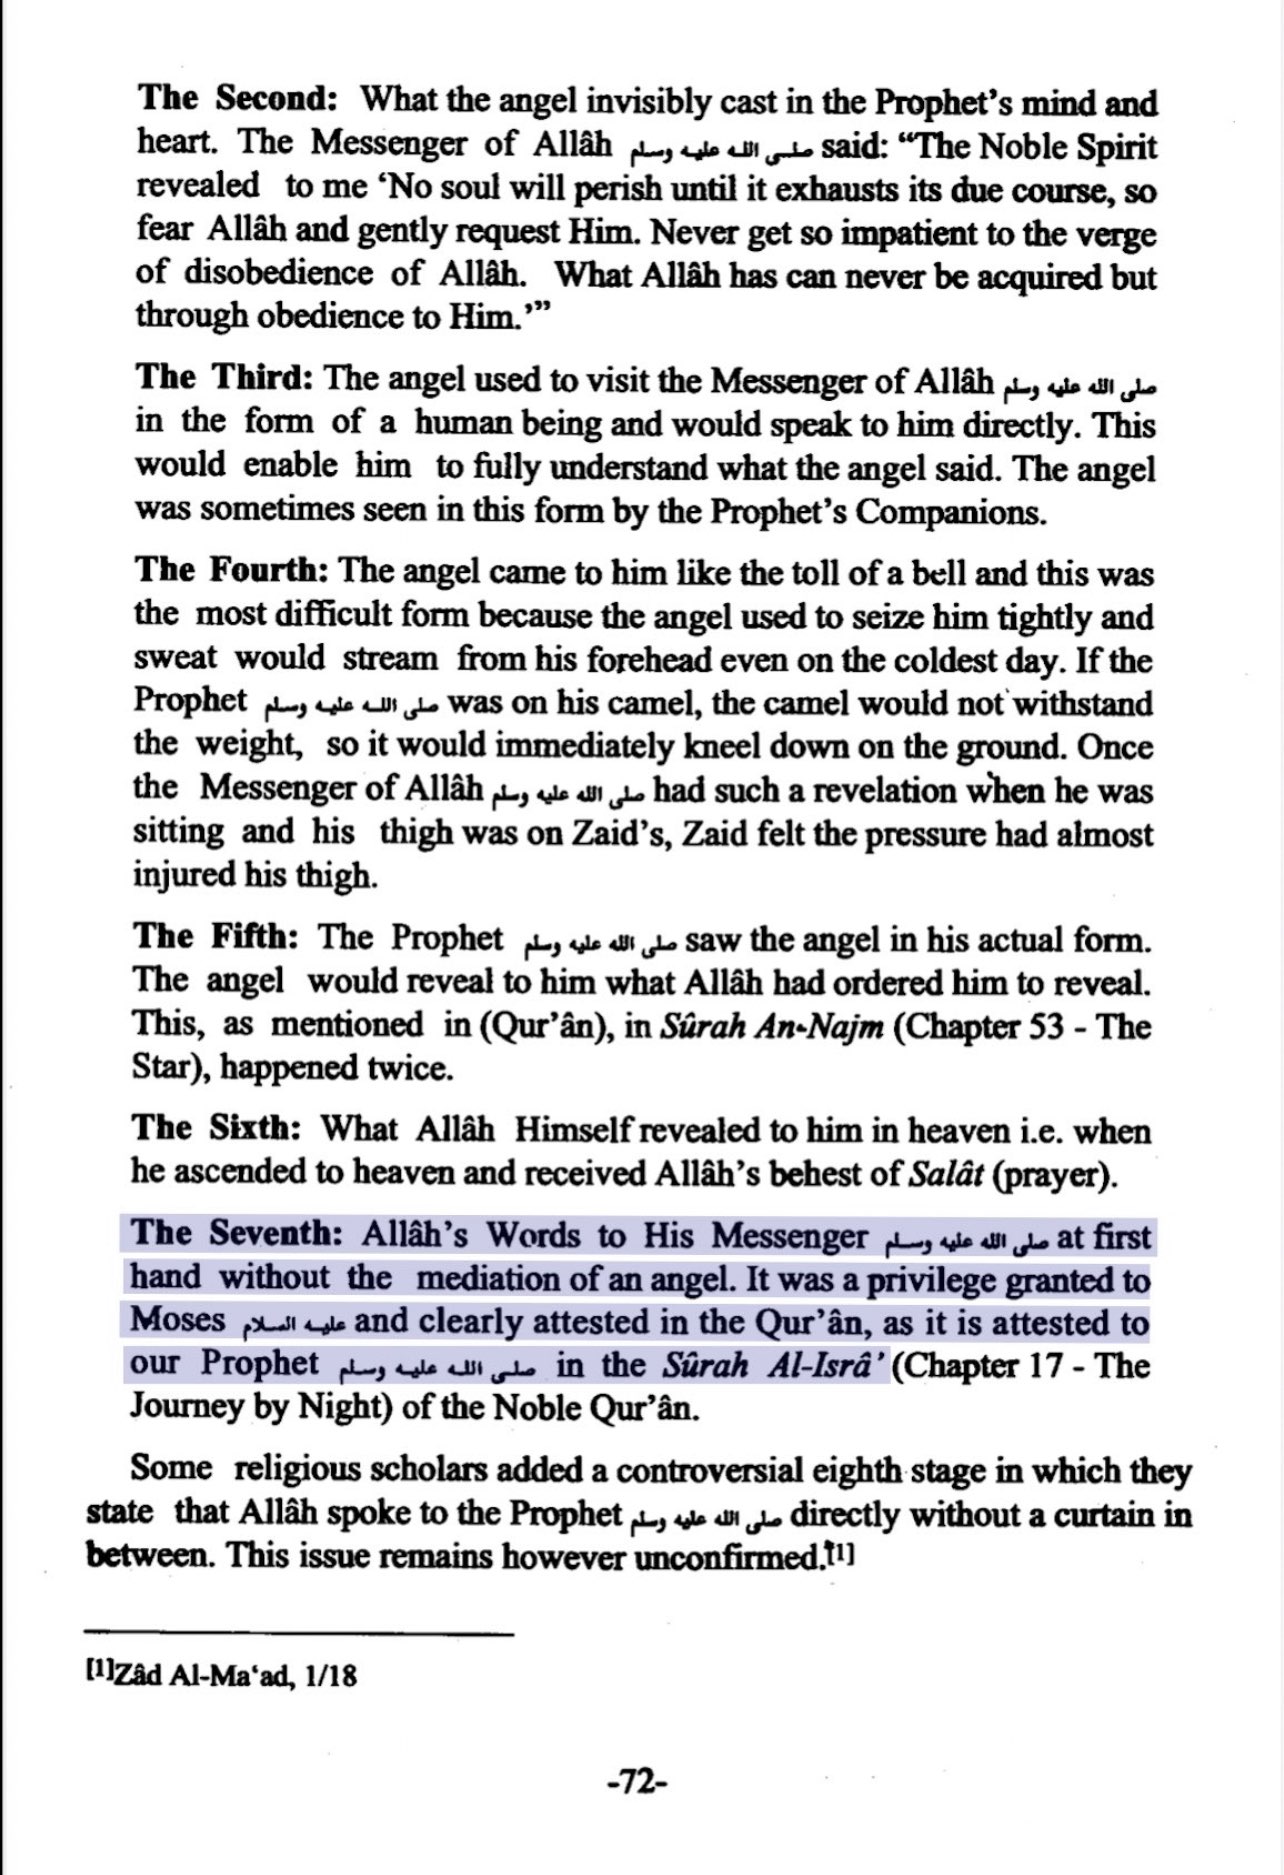 The Second: What the angel invisibly cast in the Prophet's mind and
heart. The Messenger of Allâh صلى الله عليه وسلم said: “The Noble Spirit
revealed to me ‘No soul will perish until it exhausts its due course, so
fear Allâh and gently request Him. Never get so impatient to the verge
of disobedience of Allâh. What Allâh has can never be acquired but
through obedience to Him.’”
The Third: The angel used to visit the Messenger of Allâh صلى الله عليه وسلم
in the form of a human being and would speak to him directly. This
would enable him to fully understand what the angel said. The angel
was sometimes seen in this form by the Prophet's Companions.
The Fourth: The angel came to him like the toll of a bell and this was
the most difficult form because the angel used to seize him tightly and
sweat would stream from his forehead even on the coldest day. If the
Prophet صلى الله عليه وسلم was on his camel, the camel would not withstand
the weight, so it would immediately kneel down on the ground. Once
the Messenger of Allâh صلى الله عليه وسلم had such a revelation when he was
sitting and his thigh was on Zaid's, Zaid felt the pressure had almost
injured his thigh.
The Fifth: The Prophet صلى الله عليه وسلم saw the angel in his actual form.
The angel would reveal to him what Allâh had ordered him to reveal.
This, as mentioned in (Qur'ân), in Sûrah An-Najm (Chapter 53 - The
Star), happened twice.
The Sixth: What Allâh Himself revealed to him in heaven i.e. when
he ascended to heaven and received Allâh's behest of Salât (prayer).
The Seventh: Allâh's Words to His Messenger صلى الله عليه وسلم at first
hand without the mediation of an angel. It was a privilege granted to
Moses عليه السلام and clearly attested in the Qur'ân, as it is attested to
our Prophet صلى الله عليه وسلم in the Sûrah Al-Isrâ' (Chapter 17 - The
Journey by Night) of the Noble Qur'ân.
Some religious scholars added a controversial eighth stage in which they
state that Allâh spoke to the Prophet صلى الله عليه وسلم directly without a curtain in
between. This issue remains however unconfirmed.[1]
[1]Zâd Al-Ma‘ad, 1/18
-72-